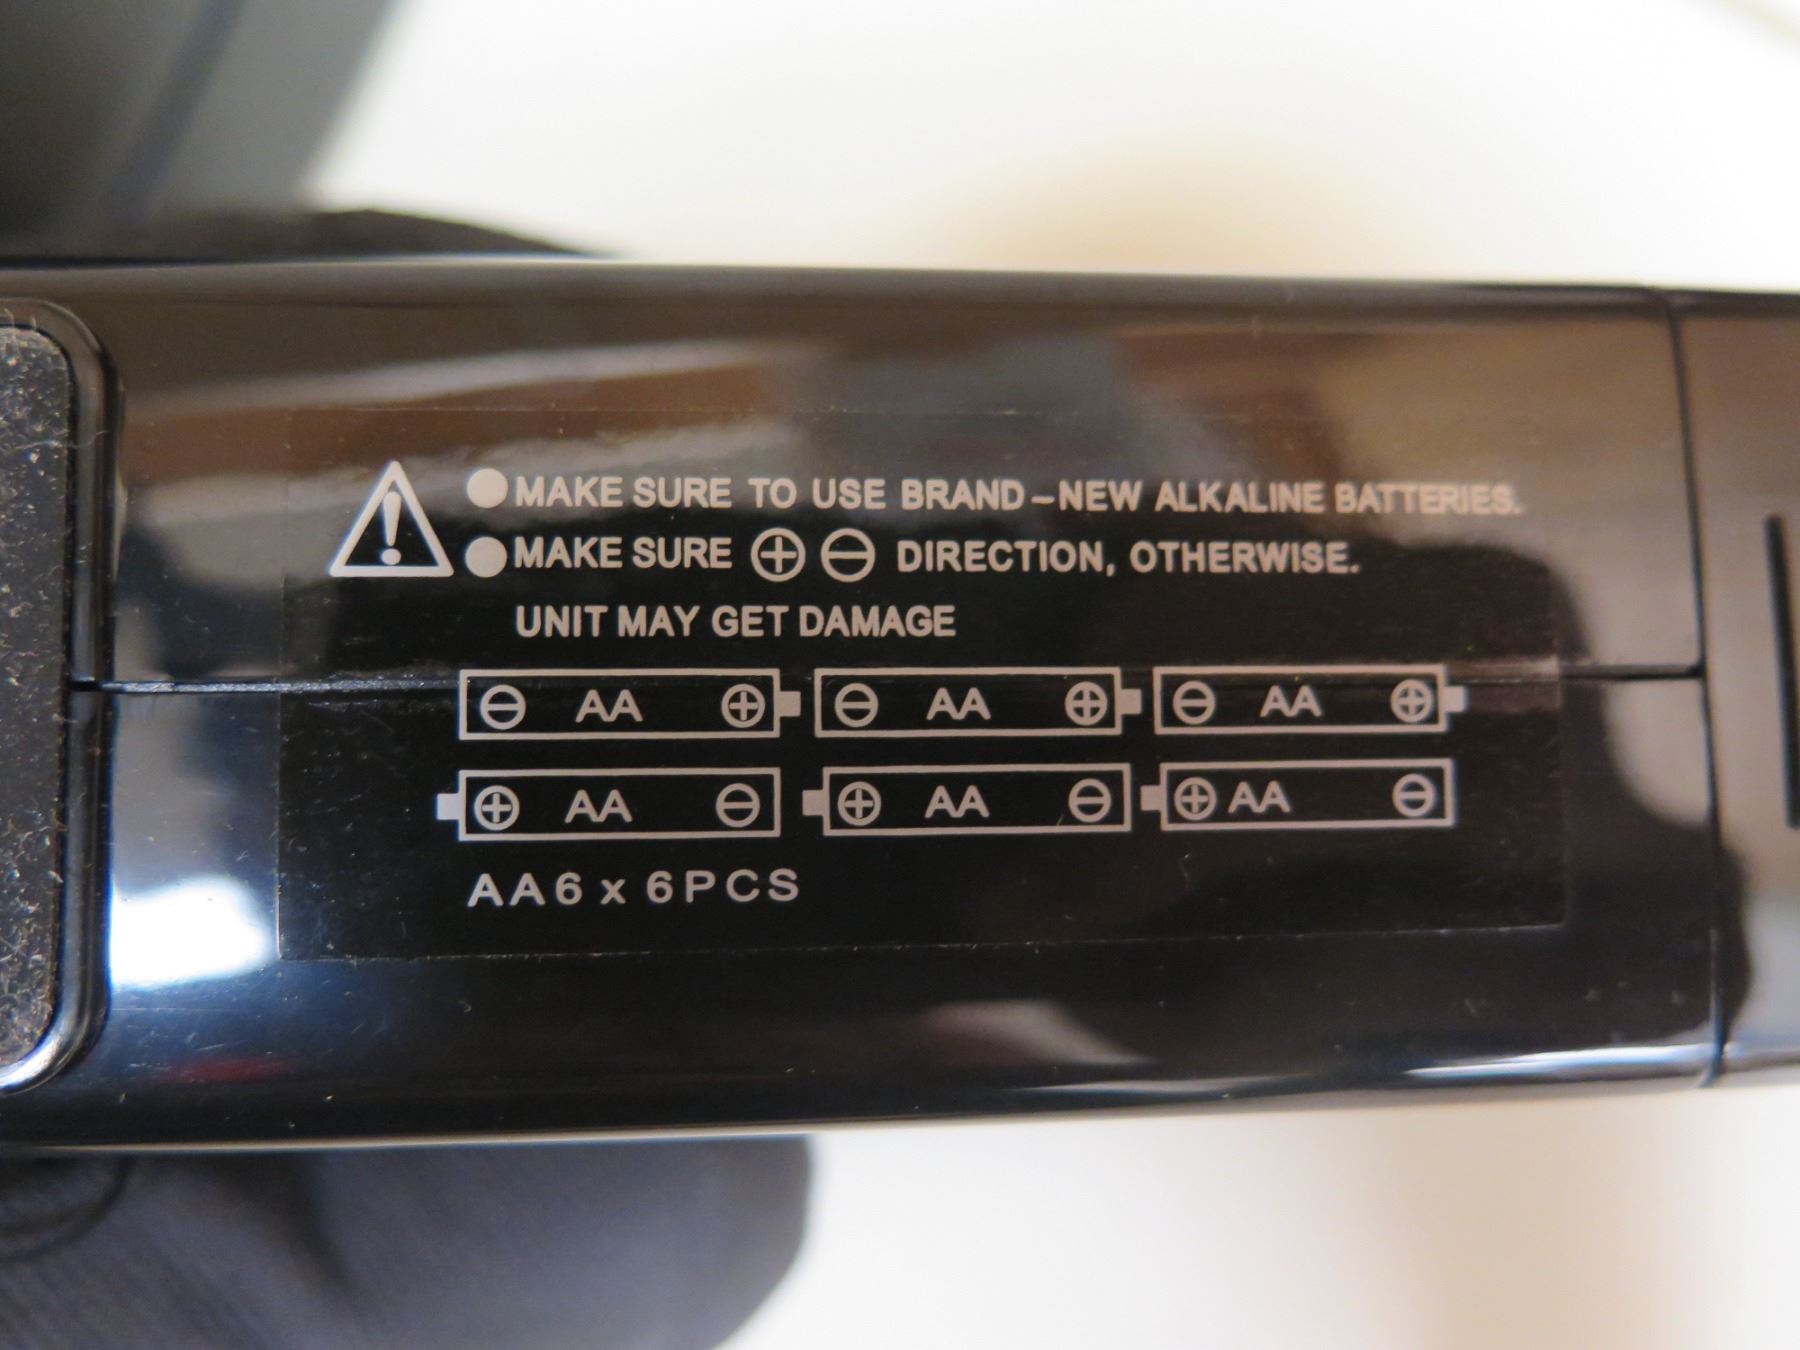 ●MAKE SURE TO USE BRAND-NEW ALKALINE BATTERIES.
●MAKE SURE ⊕ ⊖ DIRECTION, OTHERWISE.
UNIT MAY GET DAMAGE
⊖ AA ⊕ ⊖ AA ⊕ ⊖ AA ⊕
⊕ AA ⊖ ⊕ AA ⊖ ⊕ AA ⊖
AA6 x 6PCS